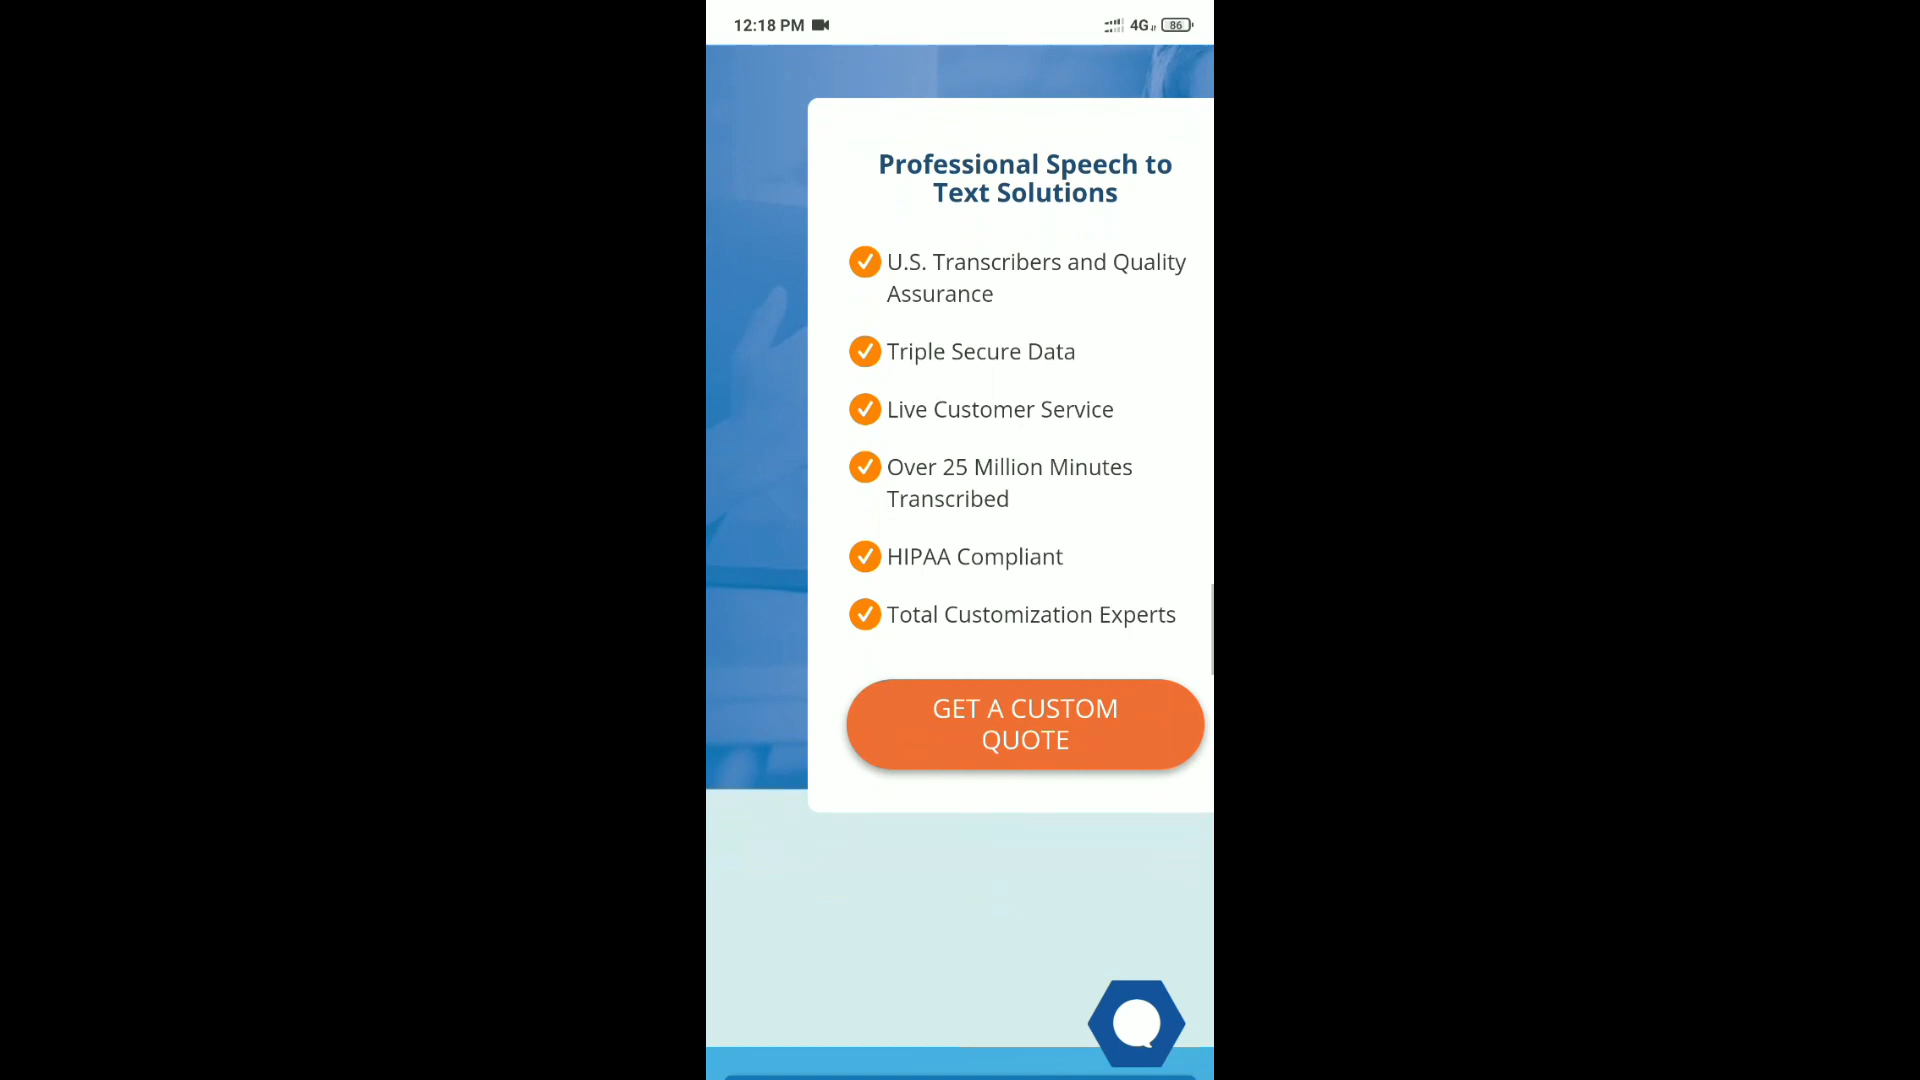 12:18 PM
4G
86
Professional Speech to
Text Solutions
U.S. Transcribers and Quality
Assurance
Triple Secure Data
Live Customer Service
Over 25 Million Minutes
Transcribed
HIPAA Compliant
Total Customization Experts
GET A CUSTOM
QUOTE